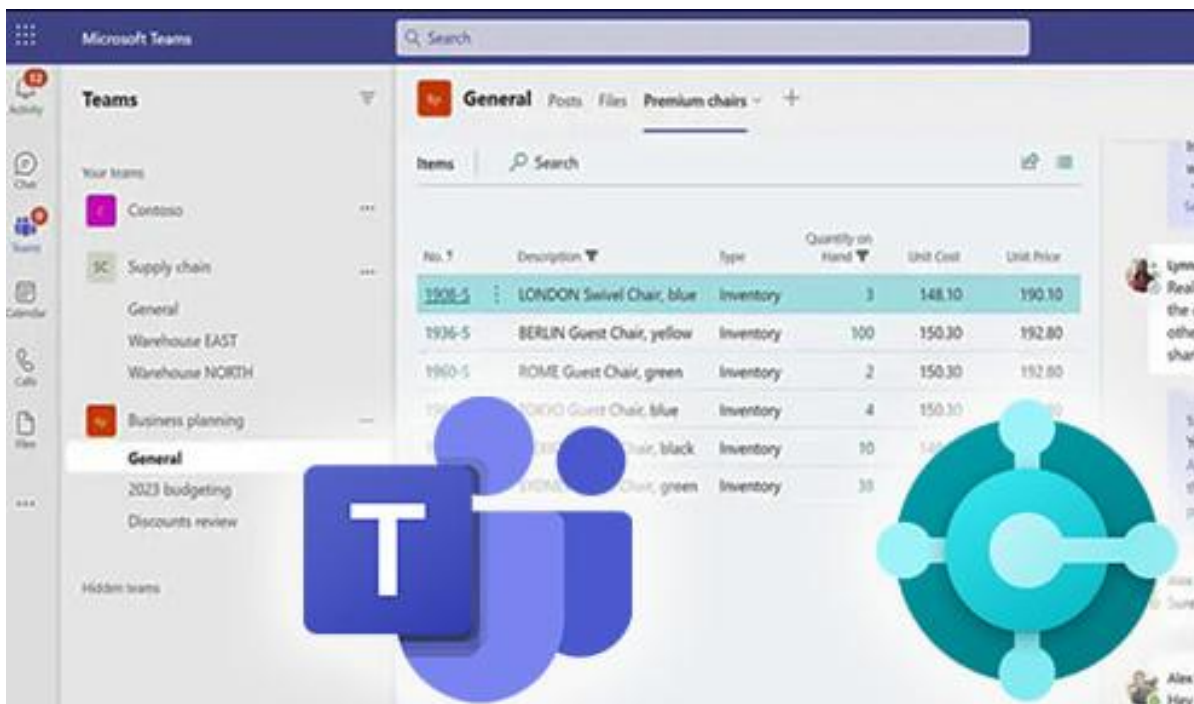 Microsoft Teams
Search
12
Activity
Chat
9
Teams
Calendar
Calls
Files
Teams
Your teams
Contoso
SC Supply chain
General
Warehouse EAST
Warehouse NORTH
Business planning
General
2023 budgeting
Discounts review
Hidden teams
General Posts Files Premium chairs
Items Search
No. Description Type Quantity on Hand Unit Cost Unit Price
1908-S LONDON Swivel Chair, blue Inventory 3 148.10 190.10
1936-S BERLIN Guest Chair, yellow Inventory 100 150.30 192.80
1960-S ROME Guest Chair, green Inventory 2 150.30 192.80
TOKYO Guest Chair, blue Inventory 4 150.30
Chair, black Inventory 10
Chair, green Inventory
T
the
Alex
Hey